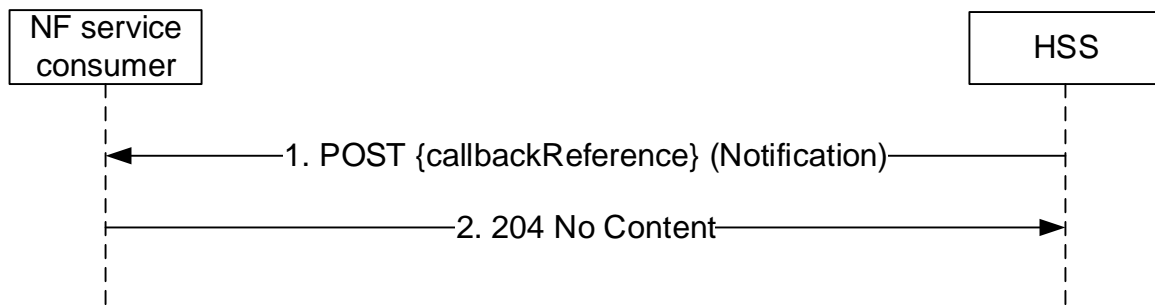 NF service
consumer
HSS
1. POST {callbackReference} (Notification)
2. 204 No Content